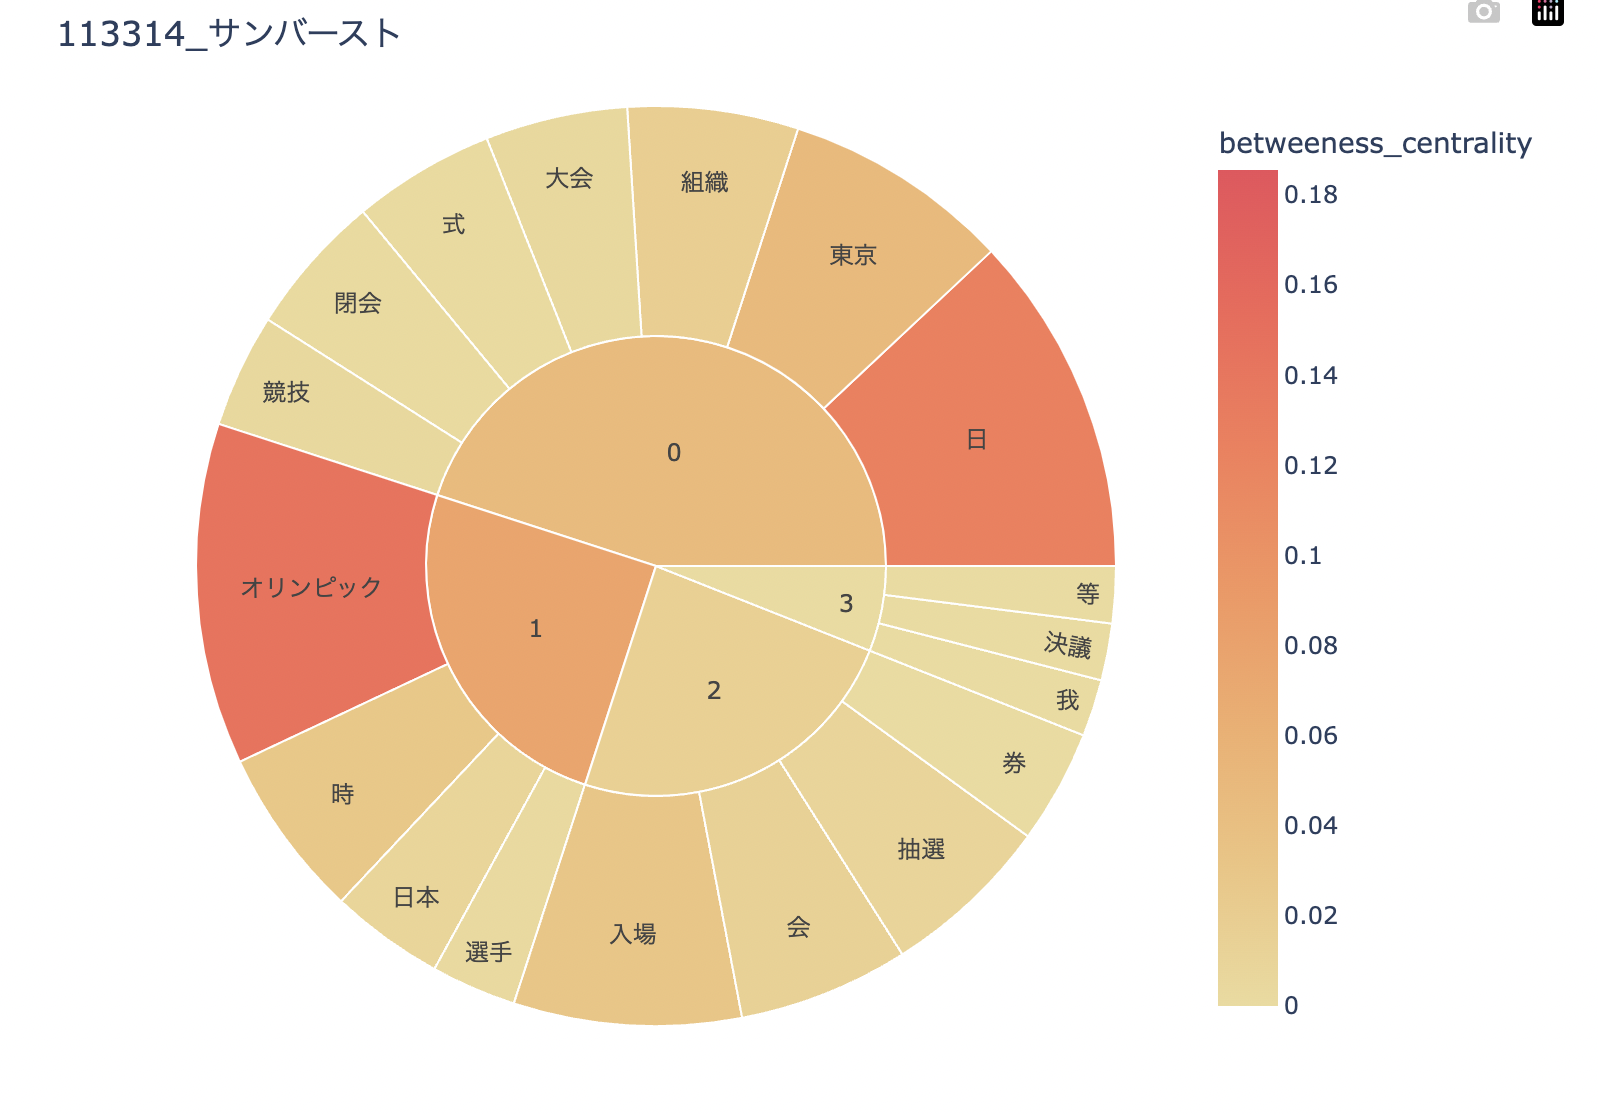 113314_サンバースト
betweeness_centrality
0.18
0.16
0.14
0.12
0.1
0.08
0.06
0.04
0.02
0
大会
組織
式
東京
閉会
競技
日
0
オリンピック
1
3
2
等
決議
我
券
抽選
会
入場
選手
日本
時